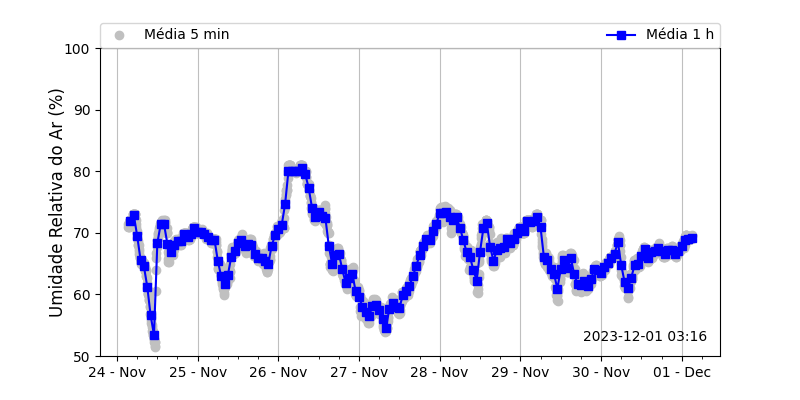 Média 5 min
Média 1 h
Umidade Relativa do Ar (%)
100
90
80
70
60
50
2023-12-01 03:16
24 - Nov
25 - Nov
26 - Nov
27 - Nov
28 - Nov
29 - Nov
30 - Nov
01 - Dec